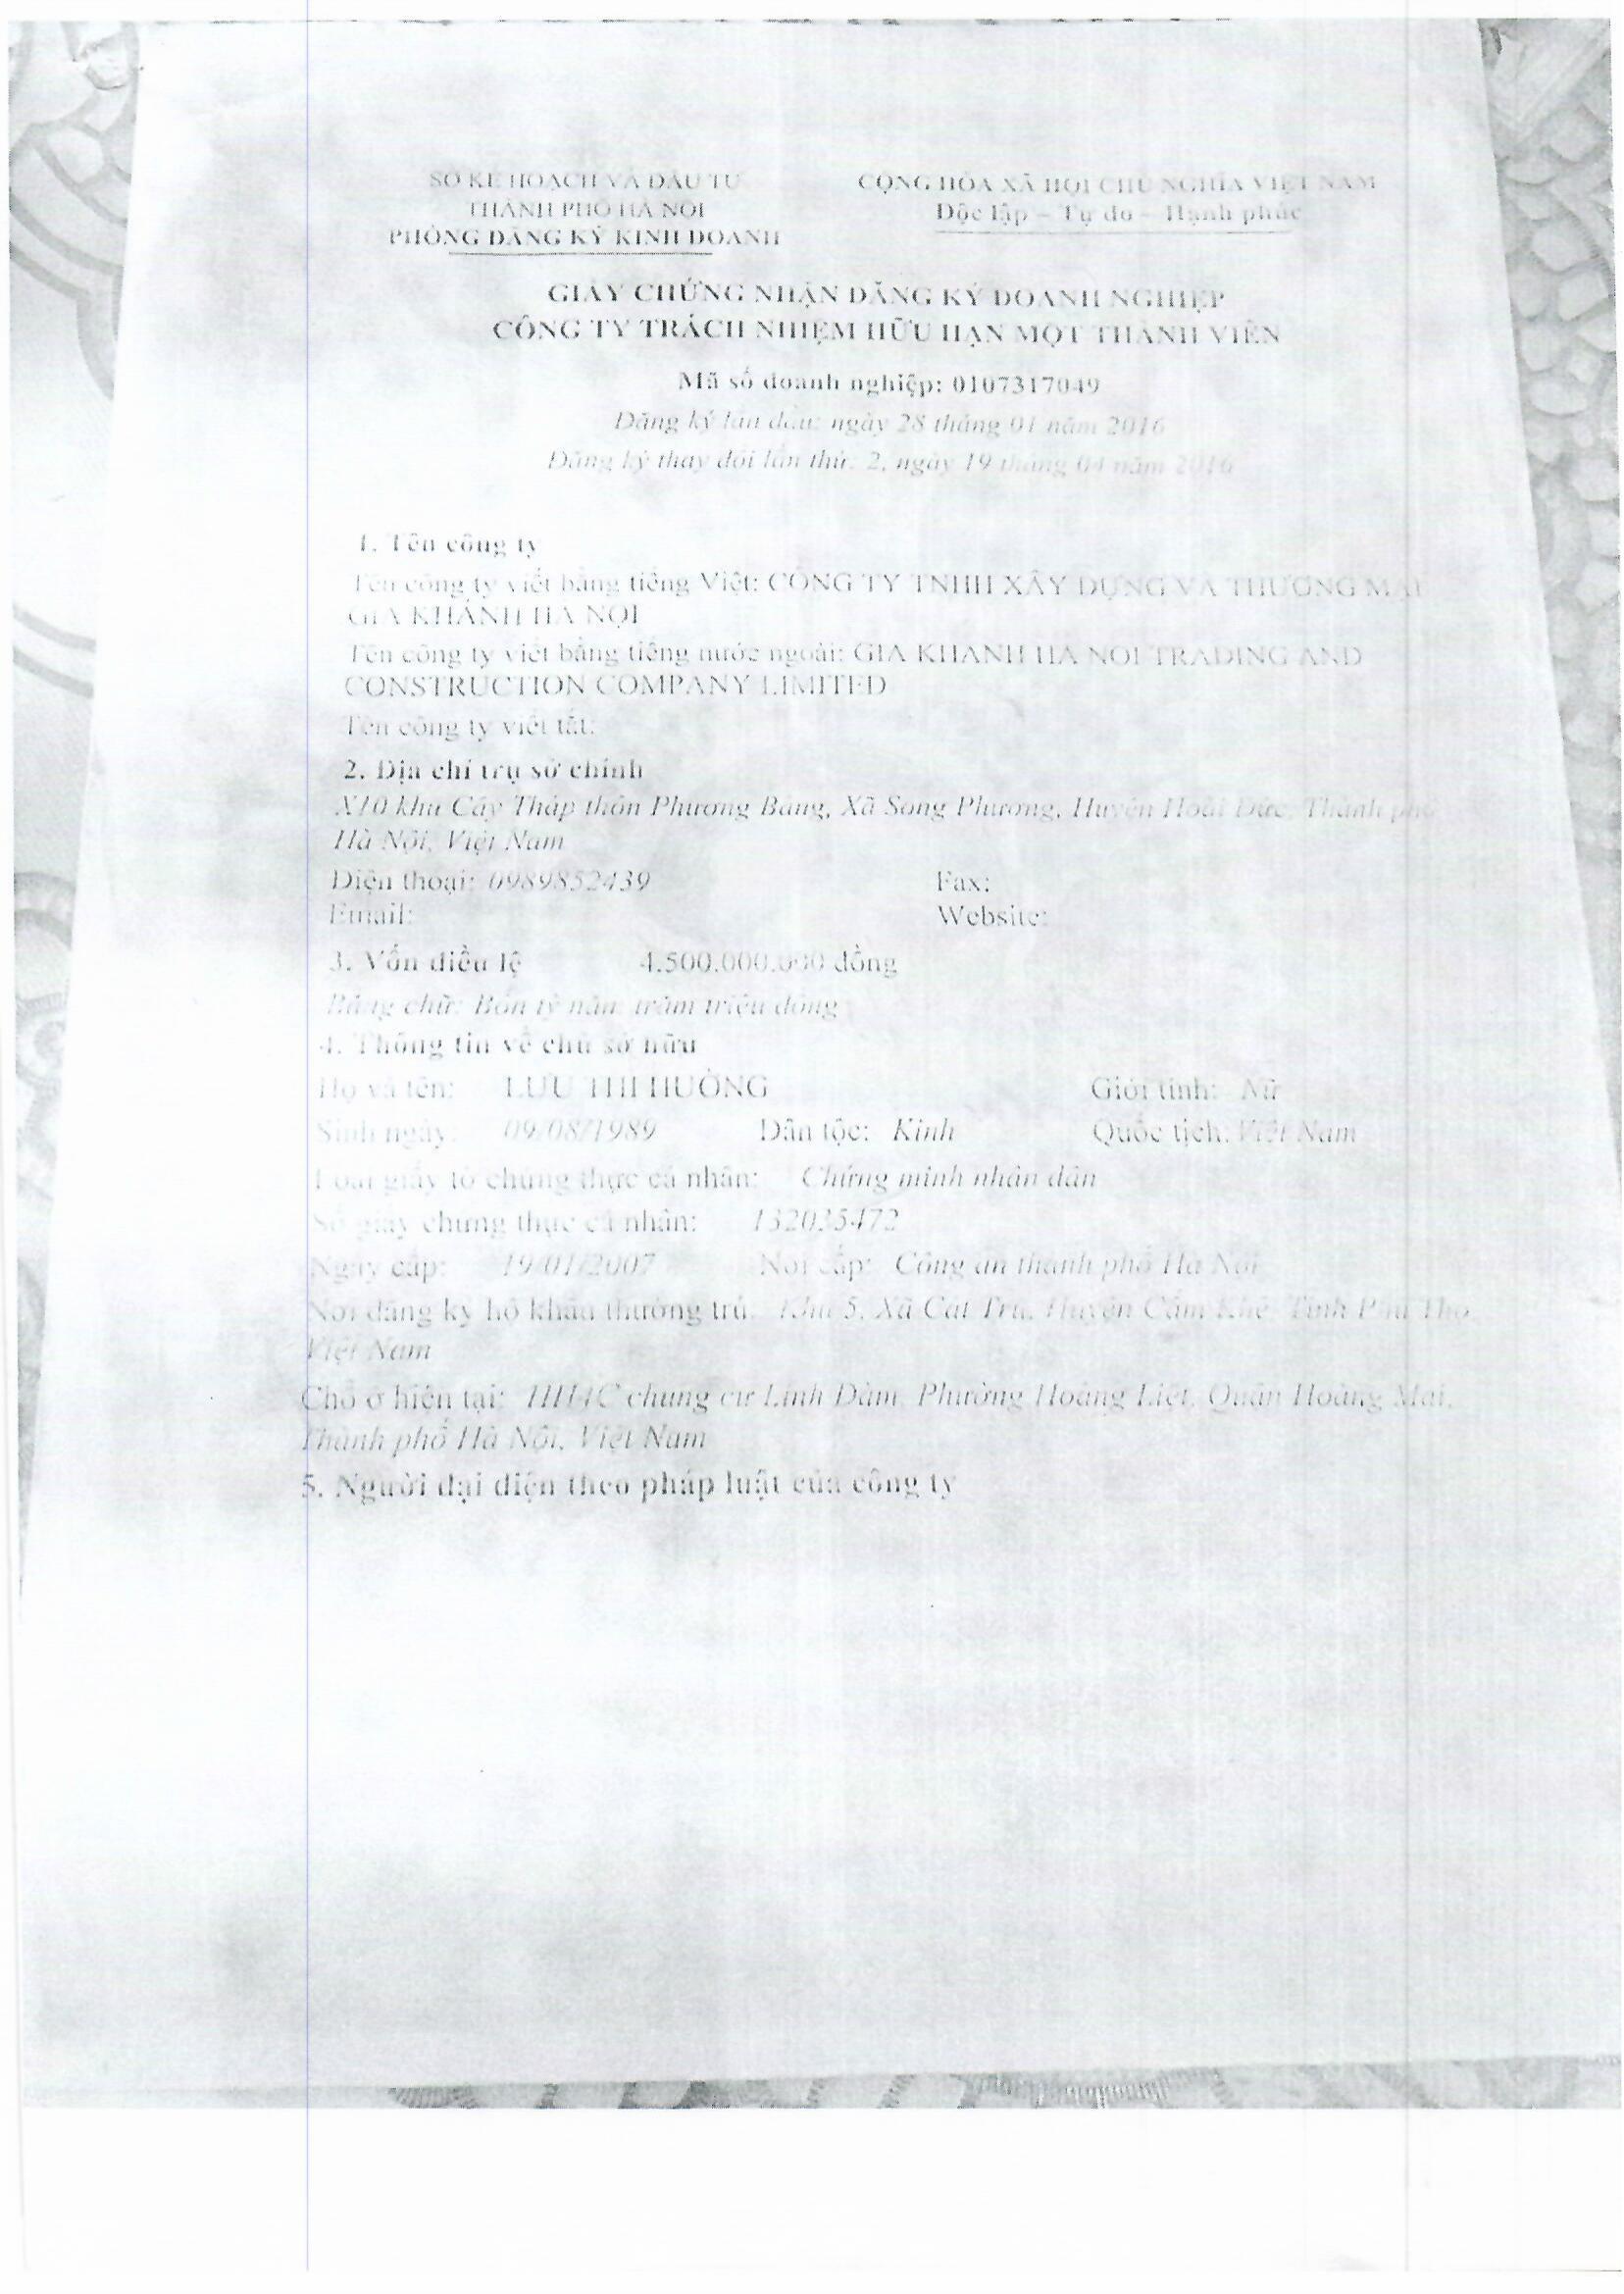 SỞ KẾ HOẠCH VÀ ĐẦU TƯ
THÀNH PHỐ HÀ NỘI
PHÒNG ĐĂNG KÝ KINH DOANH
CỘNG HÒA XÃ HỘI CHỦ NGHĨA VIỆT NAM
Độc lập – Tự do – Hạnh phúc
GIẤY CHỨNG NHẬN ĐĂNG KÝ DOANH NGHIỆP
CÔNG TY TRÁCH NHIỆM HỮU HẠN MỘT THÀNH VIÊN
Mã số doanh nghiệp: 0107317049
Đăng ký lần đầu: ngày 28 tháng 01 năm 2016
Đăng ký thay đổi lần thứ: 2, ngày 19 tháng 04 năm 2016
1. Tên công ty
Tên công ty viết bằng tiếng Việt: CÔNG TY TNHH XÂY DỰNG VÀ THƯƠNG MẠI
GIA KHÁNH HÀ NỘI
Tên công ty viết bằng tiếng nước ngoài: GIA KHANH HA NOI TRADING AND
CONSTRUCTION COMPANY LIMITED
Tên công ty viết tắt:
2. Địa chỉ trụ sở chính
X10 khu Cây Tháp thôn Phương Bảng, Xã Song Phương, Huyện Hoài Đức, Thành phố
Hà Nội, Việt Nam
Điện thoại: 0989852439 Fax:
Email: Website:
3. Vốn điều lệ 4.500.000.000 đồng
Bằng chữ: Bốn tỷ năm trăm triệu đồng
4. Thông tin về chủ sở hữu
Họ và tên: LƯU THỊ HƯỜNG Giới tính: Nữ
Sinh ngày: 09/08/1989 Dân tộc: Kinh Quốc tịch: Việt Nam
Loại giấy tờ chứng thực cá nhân: Chứng minh nhân dân
Số giấy chứng thực cá nhân: 132035472
Ngày cấp: 19/01/2007 Nơi cấp: Công an thành phố Hà Nội
Nơi đăng ký hộ khẩu thường trú: Khu 5, Xã Cát Trù, Huyện Cẩm Khê, Tỉnh Phú Thọ,
Việt Nam
Chỗ ở hiện tại: HH4C chung cư Linh Đàm, Phường Hoàng Liệt, Quận Hoàng Mai,
Thành phố Hà Nội, Việt Nam
5. Người đại diện theo pháp luật của công ty